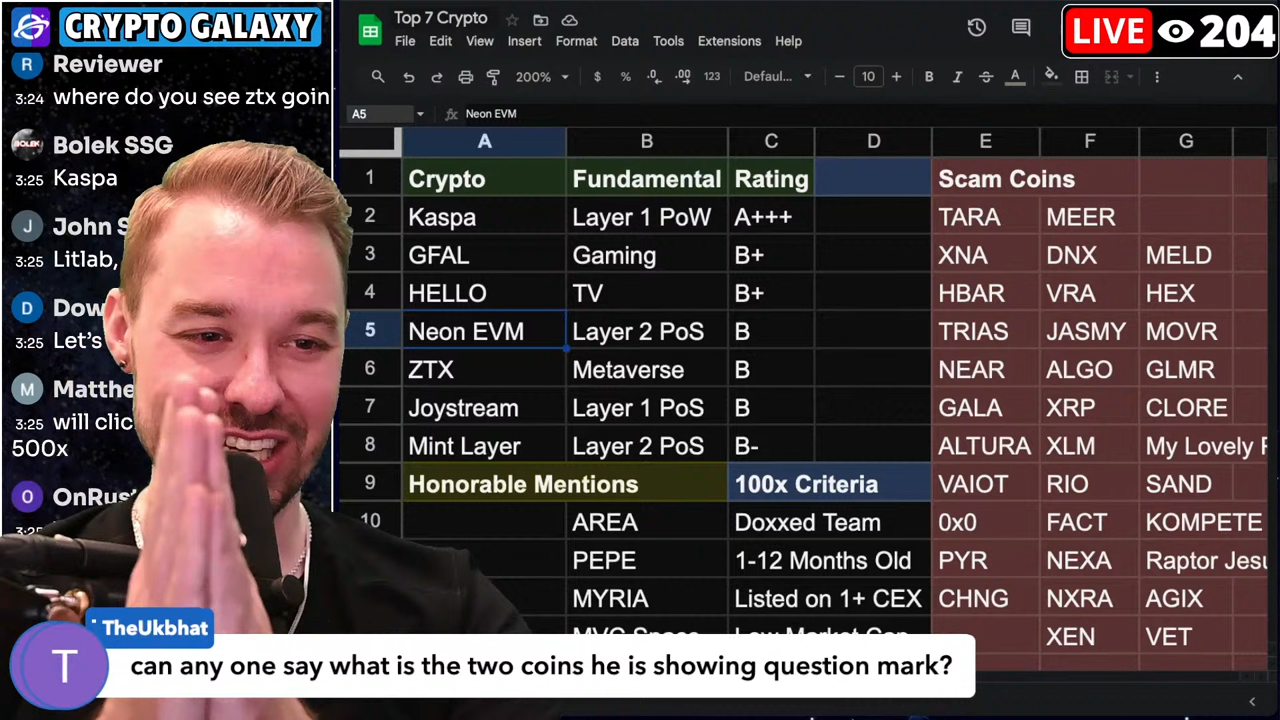 CRYPTO GALAXY
Reviewer
3:24 where do you see ztx goin
Bolek SSG
3:25 Kaspa
John S
3:25 Litlab,
Dow
3:25 Let's
Matthe
3:25 will clic
500x
OnRust
Top 7 Crypto
File Edit View Insert Format Data Tools Extensions Help
200% $ % .0 .00 123 Defaul... 10 B I S A
A5 fx Neon EVM
A B C D E F G
1 Crypto Fundamental Rating Scam Coins
2 Kaspa Layer 1 PoW A+++ TARA MEER
3 GFAL Gaming B+ XNA DNX MELD
4 HELLO TV B+ HBAR VRA HEX
5 Neon EVM Layer 2 PoS B TRIAS JASMY MOVR
6 ZTX Metaverse B NEAR ALGO GLMR
7 Joystream Layer 1 PoS B GALA XRP CLORE
8 Mint Layer Layer 2 PoS B- ALTURA XLM My Lovely
9 Honorable Mentions 100x Criteria VAIOT RIO SAND
10 AREA Doxxed Team 0x0 FACT KOMPETE
PEPE 1-12 Months Old PYR NEXA Raptor Jesu
MYRIA Listed on 1+ CEX CHNG NXRA AGIX
MVC Space Low Market Cap XEN VET
LIVE 204
TheUkbhat
T can any one say what is the two coins he is showing question mark?